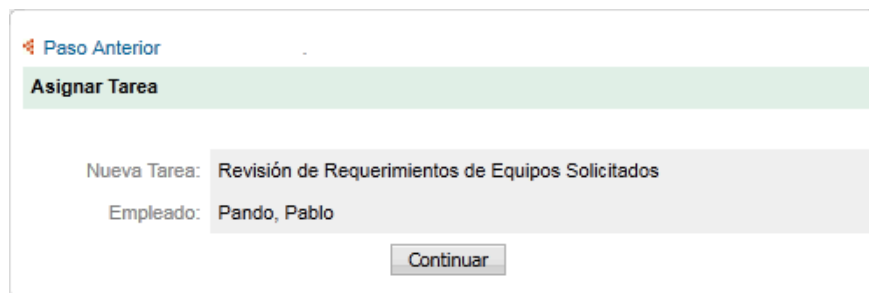 Paso Anterior
Asignar Tarea
Nueva Tarea: Revisión de Requerimientos de Equipos Solicitados
Empleado: Pando, Pablo
Continuar